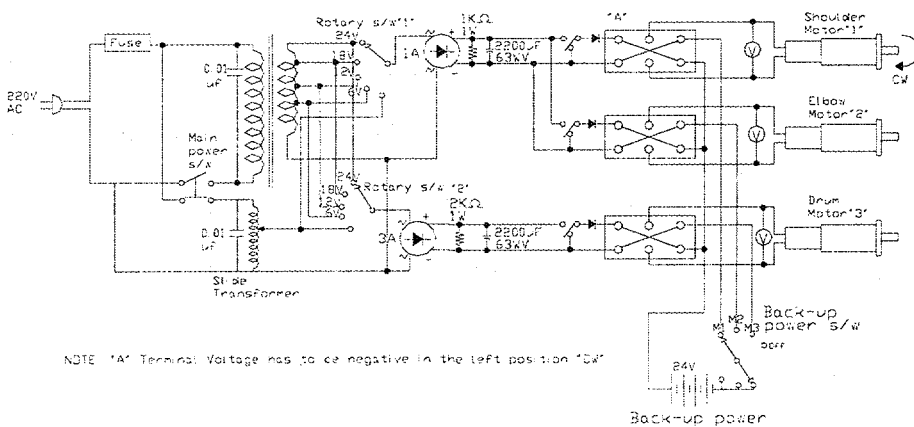 Fuse
220V
AC
0.01
uf
Main
power
s/w
0.01
uf
Slide
Transformer
Rotary s/w"1"
24V
18V
12V
6V
1A
1KΩ
1W
2200uF
63WV
"A"
Shoulder
Motor"1"
V
CW
Elbow
Motor"2"
V
Rotary s/w "2"
24V
18V
12V
6V
3A
2KΩ
1W
2200uF
63WV
Drum
Motor"3"
V
M1 M2 M3
OFF
Back-up
power s/w
24V
Back-up power
NOTE "A" Terminal Voltage has to be negative in the left position "CW"